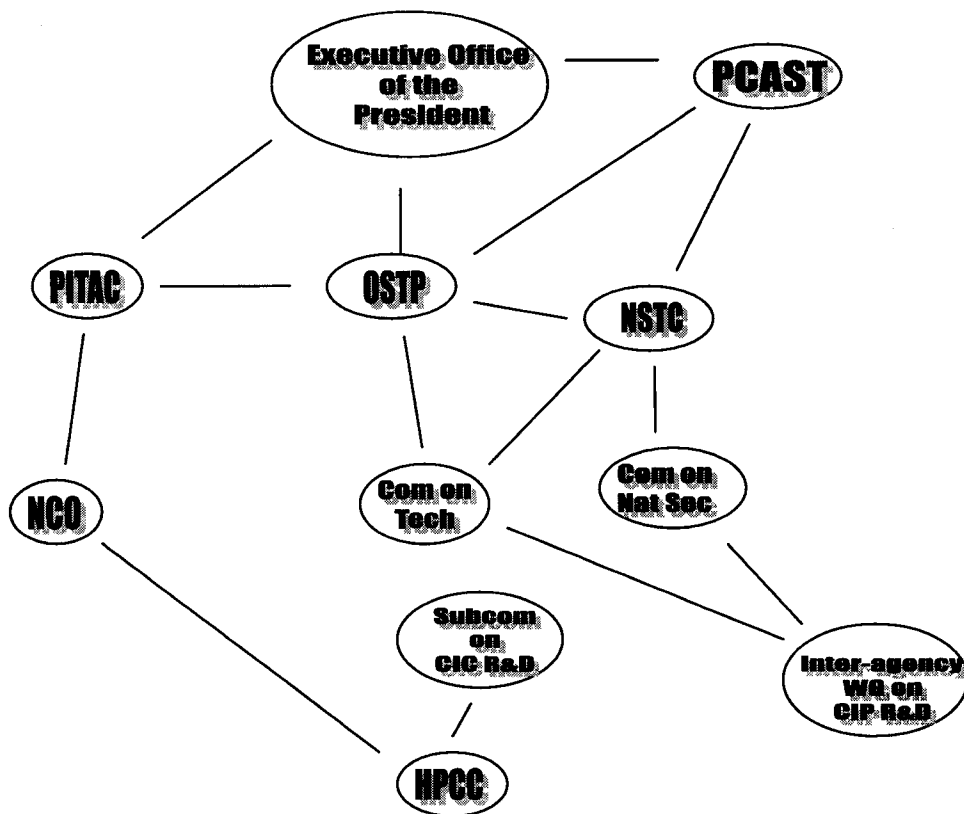 Executive Office
of the
President
PCAST
PITAC
OSTP
NSTC
NCO
Com on
Tech
Com on
Nat Sec
Subcom
on
CIC R&D
Inter-agency
WG on
CIP R&D
HPCC